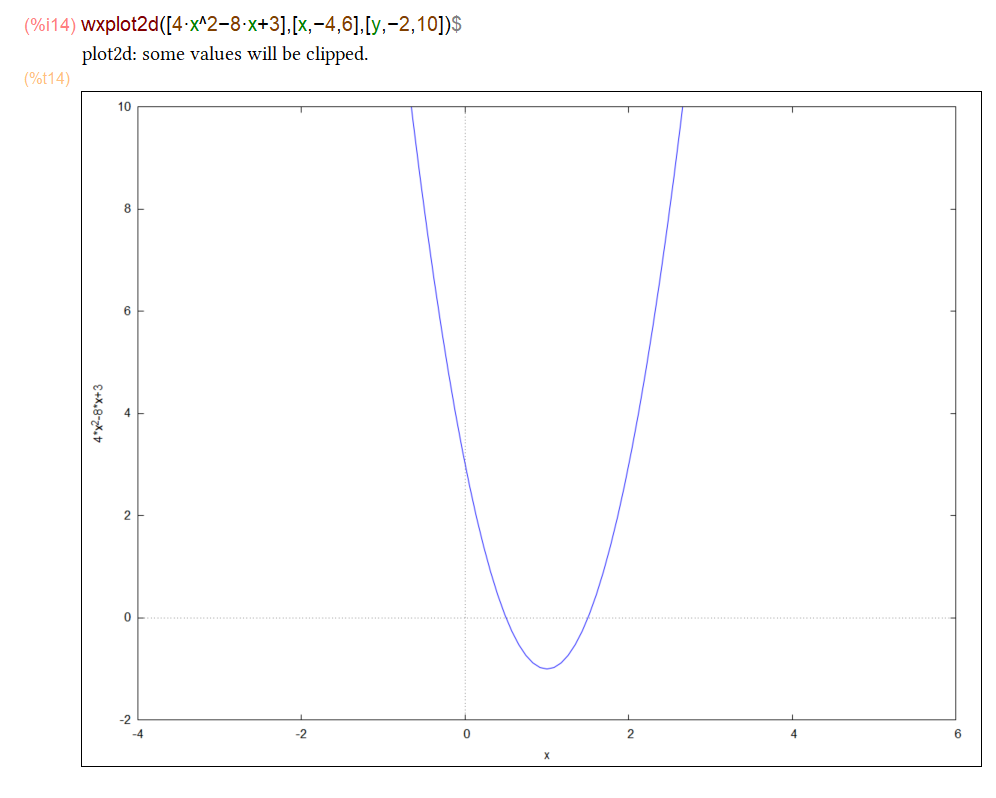 (%i14) wxplot2d([4·x^2−8·x+3],[x,−4,6],[y,−2,10])$
plot2d: some values will be clipped.
(%t14)
10
8
6
4
2
0
-2
4*x²-8*x+3
-4 -2 0 2 4 6
x